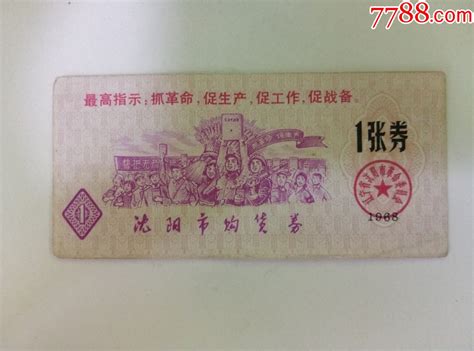 7788.com
最高指示：抓革命，促生产，促工作，促战备。
1张券
1968
1
沈阳市购货券